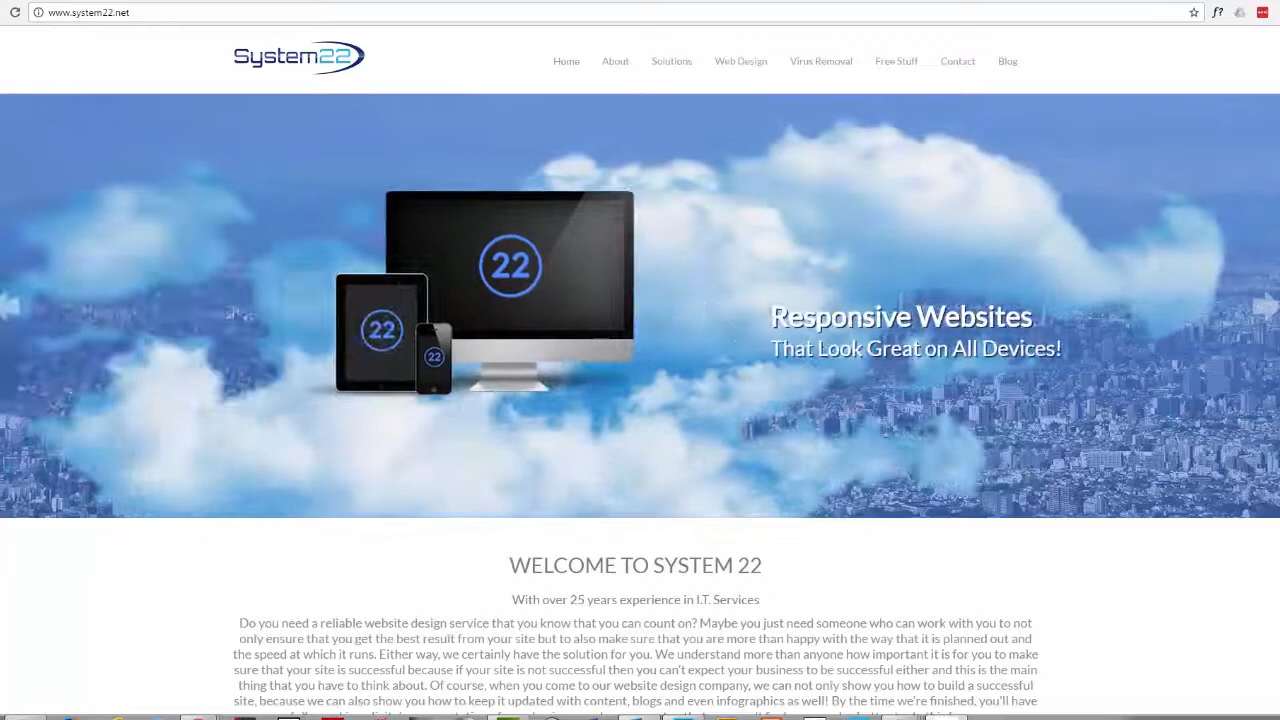 www.system22.net
f?
System22
Home About Solutions Web Design Virus Removal Free Stuff Contact Blog
22
22
22
Responsive Websites
That Look Great on All Devices!
WELCOME TO SYSTEM 22
With over 25 years experience in I.T. Services
Do you need a reliable website design service that you know that you can count on? Maybe you just need someone who can work with you to not
only ensure that you get the best result from your site but to also make sure that you are more than happy with the way that it is planned out and
the speed at which it runs. Either way, we certainly have the solution for you. We understand more than anyone how important it is for you to make
sure that your site is successful because if your site is not successful then you can't expect your business to be successful either and this is the main
thing that you have to think about. Of course, when you come to our website design company, we can not only show you how to build a successful
site, because we can also show you how to keep it updated with content, blogs and even infographics as well! By the time we're finished, you'll have